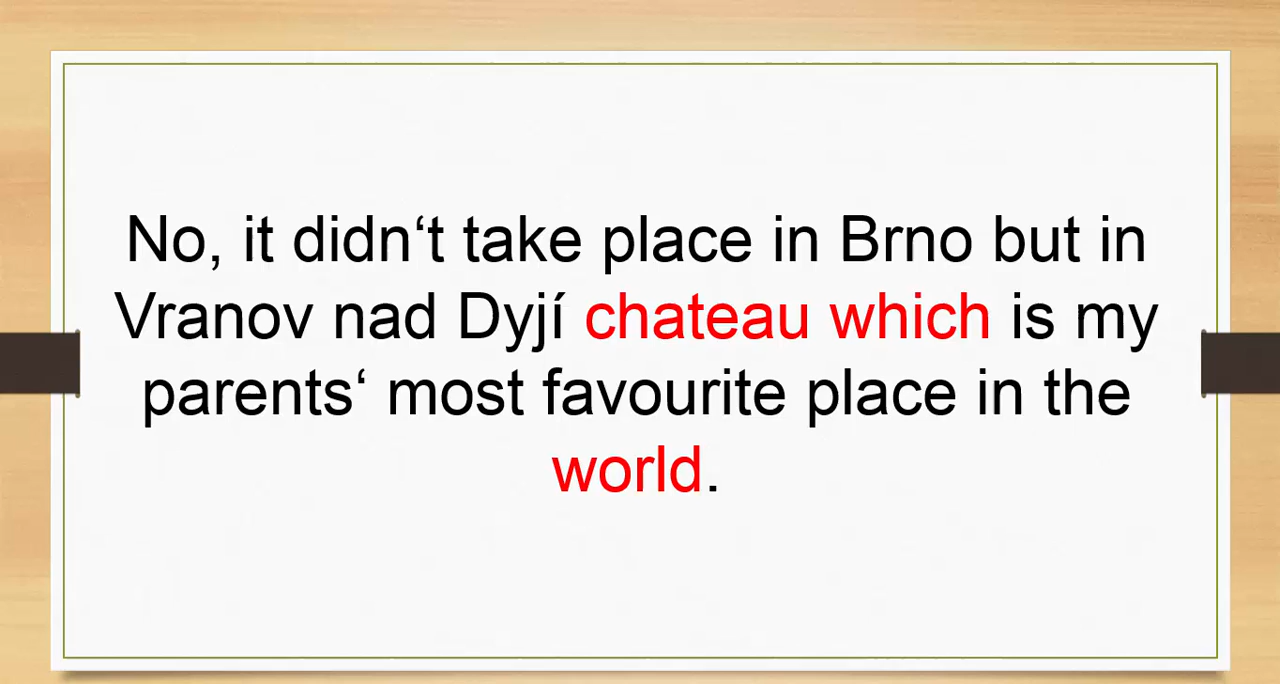 No, it didn‘t take place in Brno but in
Vranov nad Dyjí chateau which is my
parents‘ most favourite place in the
world.